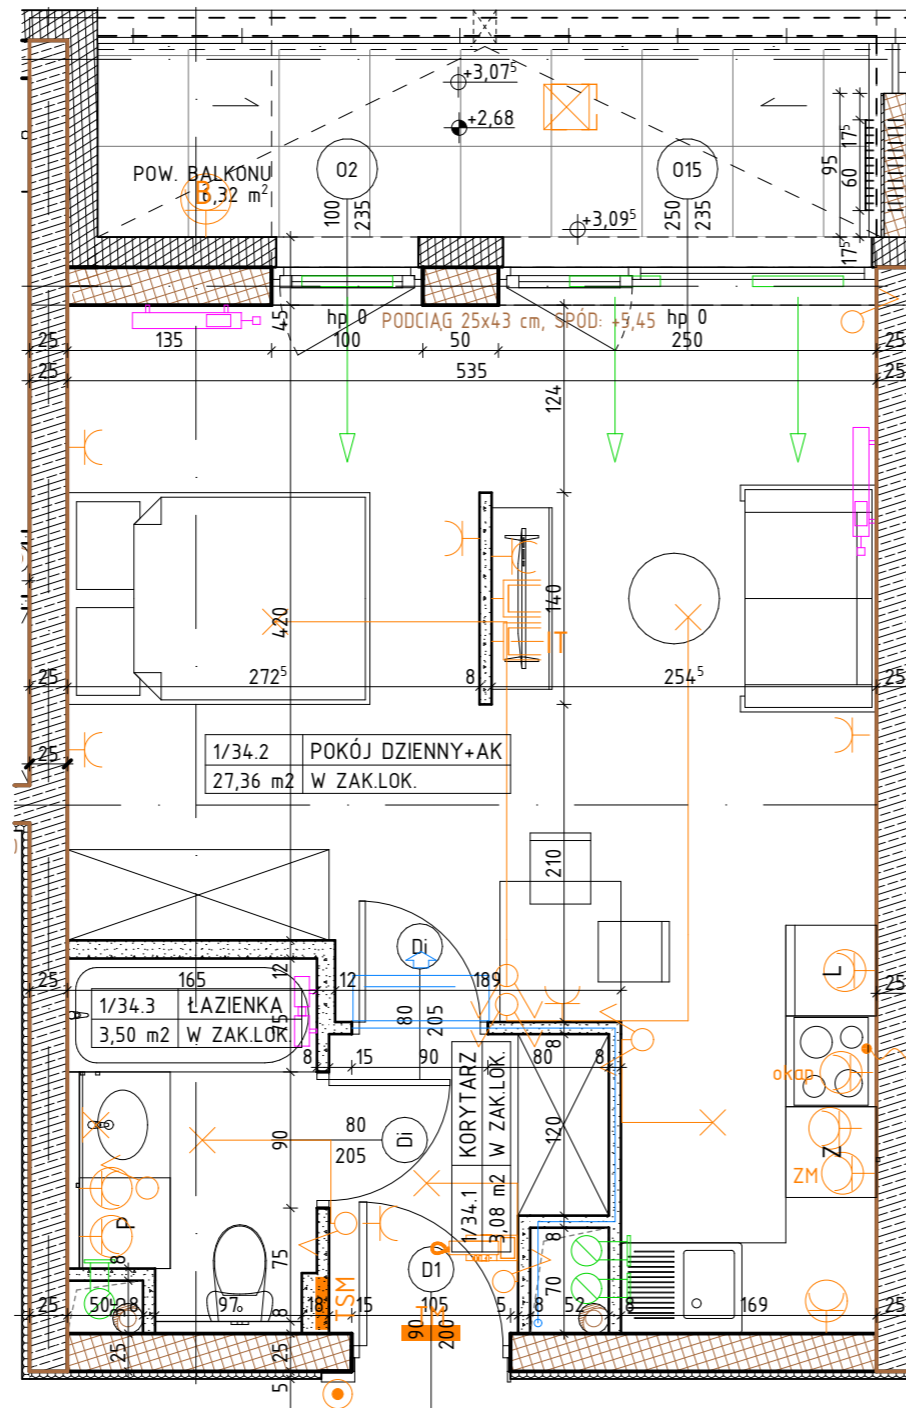 +3,07⁵
+2,68
POW. BALKONU
6,32 m²
B
O2
O15
100
235
250
235
+3,09⁵
95
60
17⁵
17⁵
45
hp 0
PODCIĄG 25x43 cm, SPÓD: +5,45
hp 0
25
135
100
50
250
25
25
535
25
124
420
140
IT
25
272⁵
8
254⁵
25
25
1/34.2 POKÓJ DZIENNY+AK
27,36 m2 W ZAK.LOK.
210
Di
L
25
165
12
12
189
25
1/34.3 ŁAZIENKA
3,50 m2 W ZAK.LOK.
75
80
205
8
8
15
90
80
8
okap
90
80
205
Di
1/34.1 KORYTARZ
3,08 m2 W ZAK.LOK.
120
Z
ZM
P
75
8
D1
8
70
TSM
TM
25
50
8
35
97
8
18
15
105
5
8
52
8
169
25
90
200
25
25
5